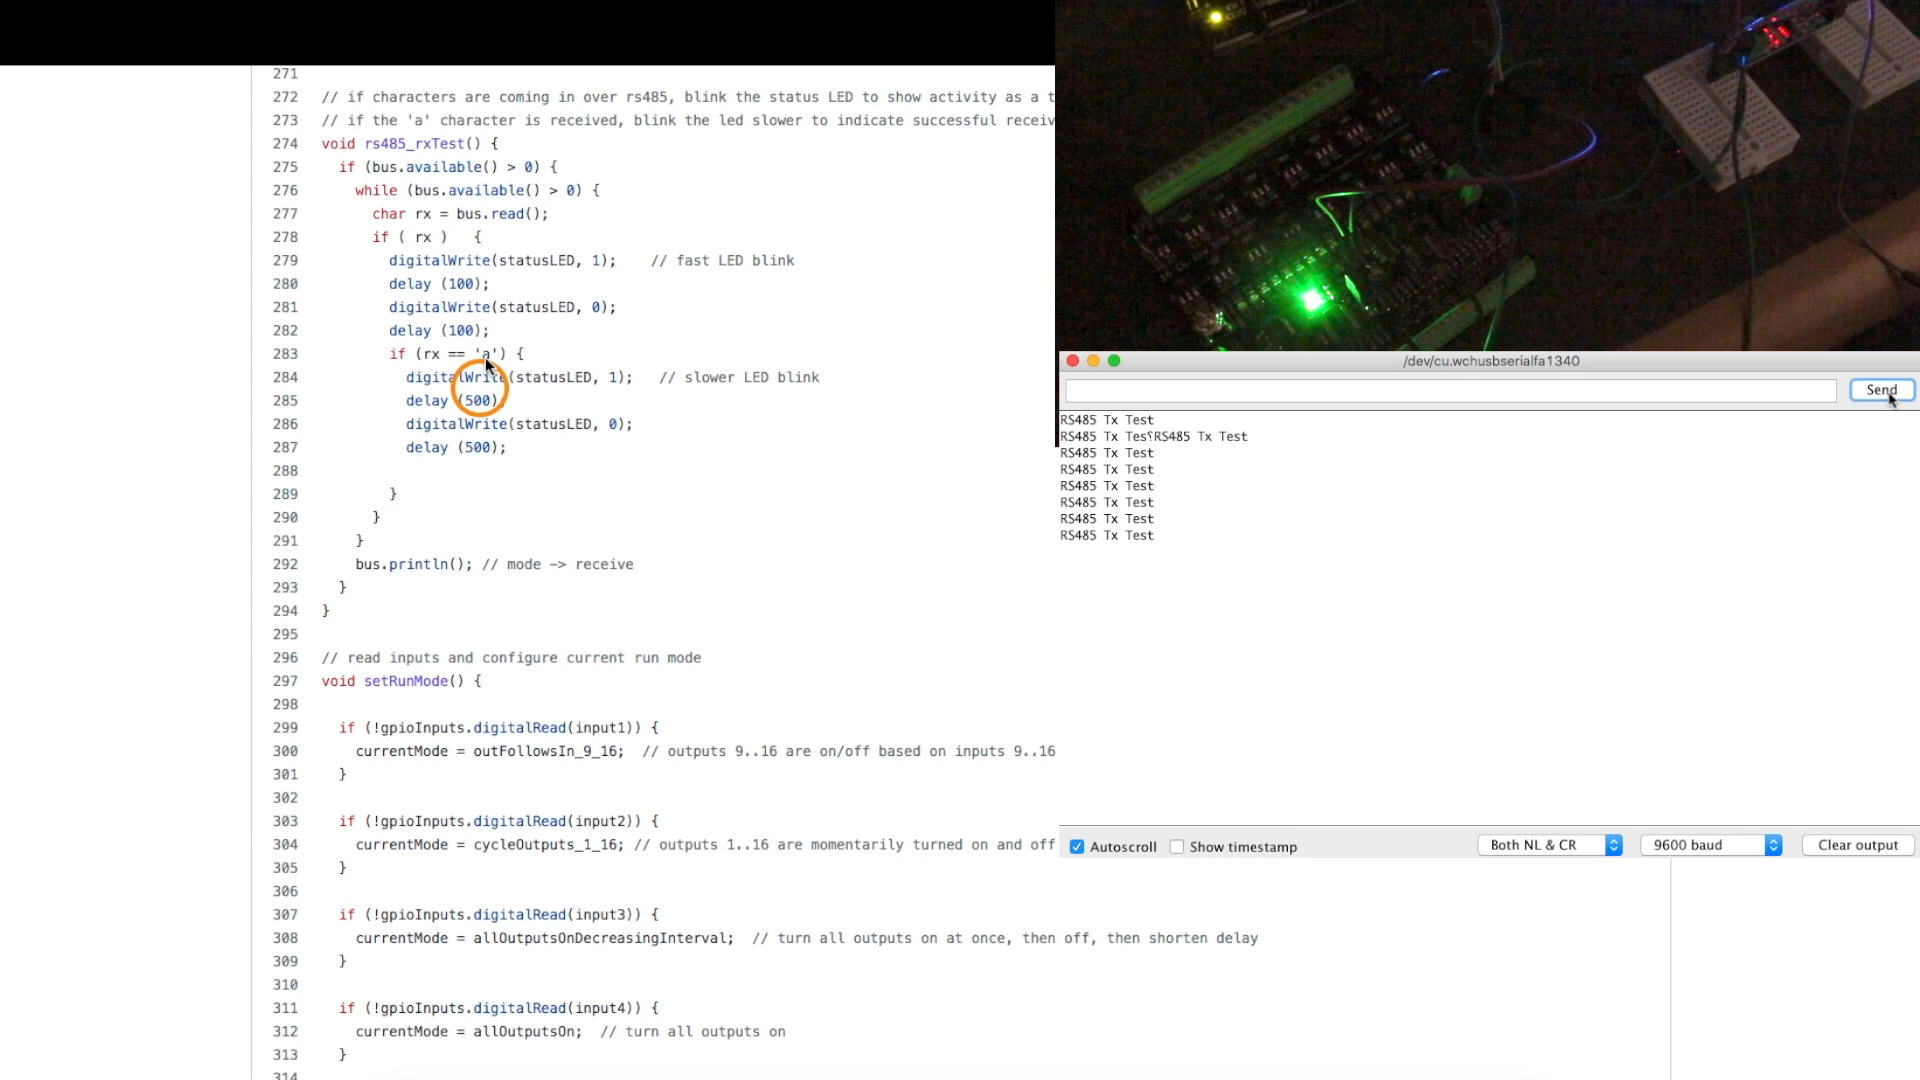 271
272 // if characters are coming in over rs485, blink the status LED to show activity as a t
273 // if the 'a' character is received, blink the led slower to indicate successful receiv
274 void rs485_rxTest() {
275 if (bus.available() > 0) {
276 while (bus.available() > 0) {
277 char rx = bus.read();
278 if ( rx ) {
279 digitalWrite(statusLED, 1); // fast LED blink
280 delay (100);
281 digitalWrite(statusLED, 0);
282 delay (100);
283 if (rx == 'a') {
284 digitalWrite(statusLED, 1); // slower LED blink
285 delay (500)
286 digitalWrite(statusLED, 0);
287 delay (500);
288
289 }
290 }
291 }
292 bus.println(); // mode -> receive
293 }
294 }
295
296 // read inputs and configure current run mode
297 void setRunMode() {
298
299 if (!gpioInputs.digitalRead(input1)) {
300 currentMode = outFollowsIn_9_16; // outputs 9..16 are on/off based on inputs 9..16
301 }
302
303 if (!gpioInputs.digitalRead(input2)) {
304 currentMode = cycleOutputs_1_16; // outputs 1..16 are momentarily turned on and off
305 }
306
307 if (!gpioInputs.digitalRead(input3)) {
308 currentMode = allOutputsOnDecreasingInterval; // turn all outputs on at once, then off, then shorten delay
309 }
310
311 if (!gpioInputs.digitalRead(input4)) {
312 currentMode = allOutputsOn; // turn all outputs on
313 }
314
/dev/cu.wchusbserialfa1340
Send
RS485 Tx Test
RS485 Tx Tes⸮RS485 Tx Test
RS485 Tx Test
RS485 Tx Test
RS485 Tx Test
RS485 Tx Test
RS485 Tx Test
RS485 Tx Test
Autoscroll Show timestamp Both NL & CR 9600 baud Clear output